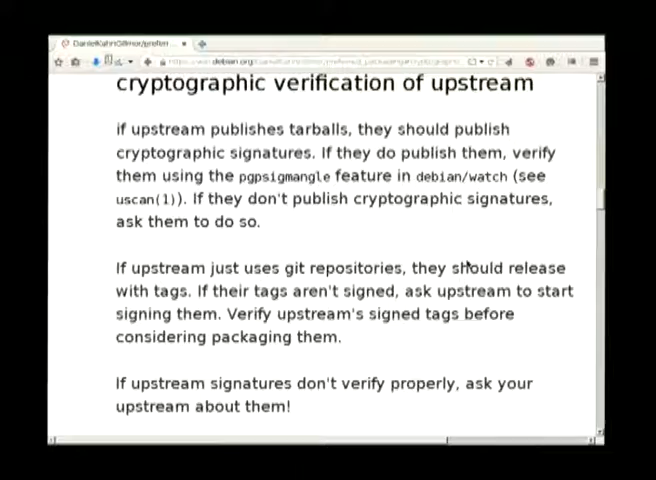 DanielKahnGillmor/prefer...
cryptographic verification of upstream
if upstream publishes tarballs, they should publish
cryptographic signatures. If they do publish them, verify
them using the pgpsigmangle feature in debian/watch (see
uscan(1)). If they don't publish cryptographic signatures,
ask them to do so.
If upstream just uses git repositories, they should release
with tags. If their tags aren't signed, ask upstream to start
signing them. Verify upstream's signed tags before
considering packaging them.
If upstream signatures don't verify properly, ask your
upstream about them!